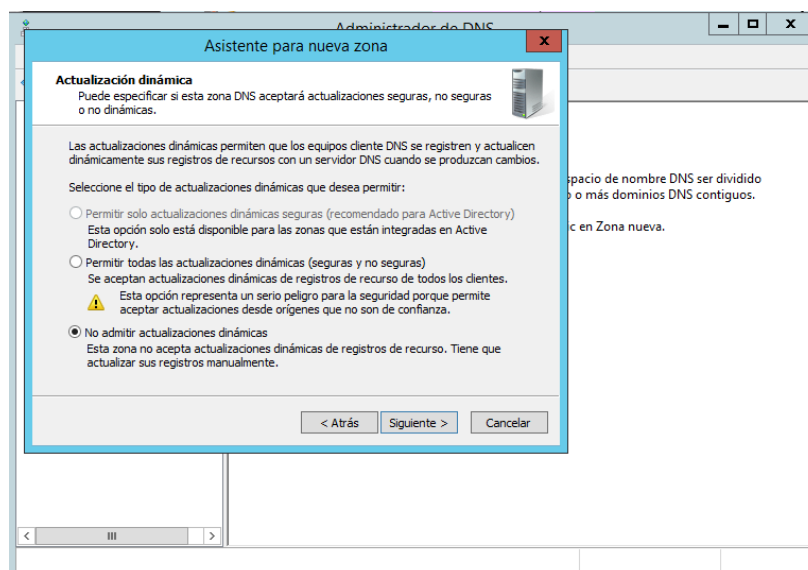 Administrador de DNS
Asistente para nueva zona
Actualización dinámica
Puede especificar si esta zona DNS aceptará actualizaciones seguras, no seguras
o no dinámicas.
Las actualizaciones dinámicas permiten que los equipos cliente DNS se registren y actualicen
dinámicamente sus registros de recursos con un servidor DNS cuando se produzcan cambios.
Seleccione el tipo de actualizaciones dinámicas que desea permitir:
Permitir solo actualizaciones dinámicas seguras (recomendado para Active Directory)
Esta opción solo está disponible para las zonas que están integradas en Active
Directory.
Permitir todas las actualizaciones dinámicas (seguras y no seguras)
Se aceptan actualizaciones dinámicas de registros de recurso de todos los clientes.
Esta opción representa un serio peligro para la seguridad porque permite
aceptar actualizaciones desde orígenes que no son de confianza.
No admitir actualizaciones dinámicas
Esta zona no acepta actualizaciones dinámicas de registros de recurso. Tiene que
actualizar sus registros manualmente.
< Atrás Siguiente > Cancelar
spacio de nombre DNS ser dividido
o más dominios DNS contiguos.
ic en Zona nueva.